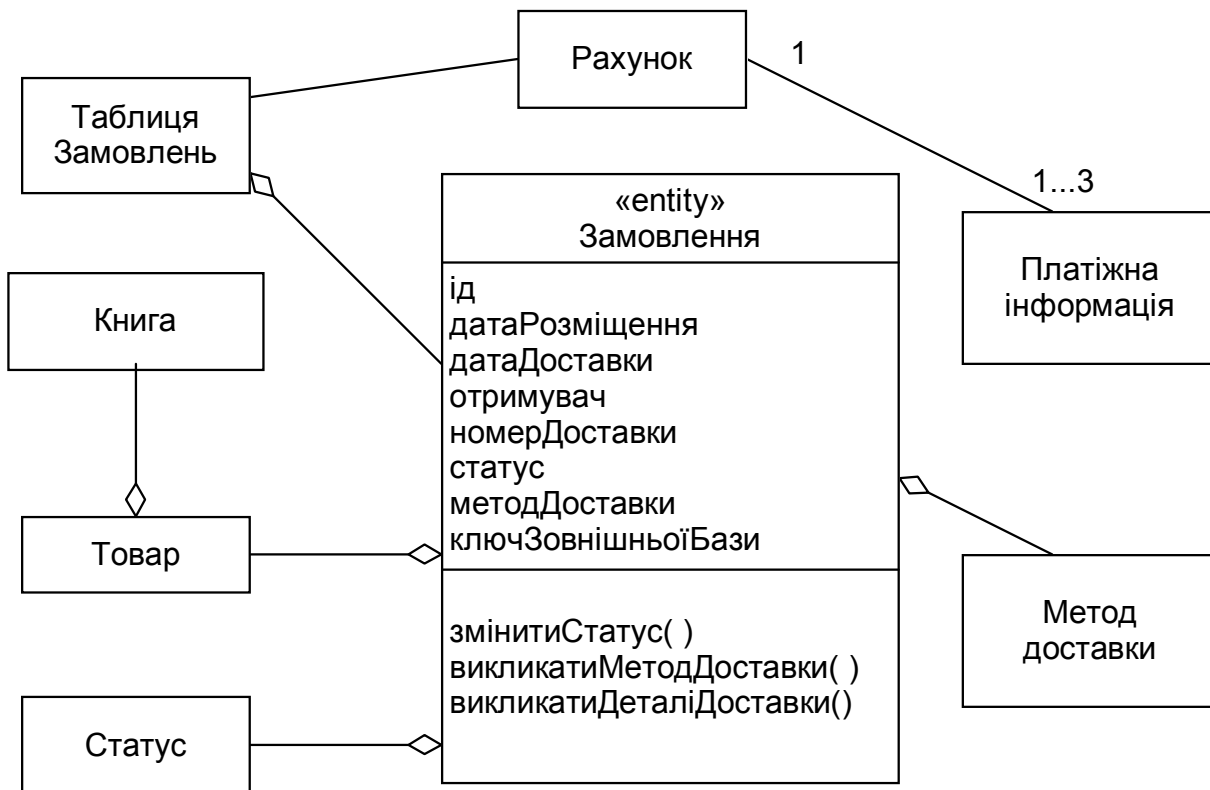 Рахунок
1
Таблиця
Замовлень
1...3
«entity»
Замовлення
Платіжна
інформація
Книга
ід
датаРозміщення
датаДоставки
отримувач
номерДоставки
статус
методДоставки
ключЗовнішньоїБази
Товар
Метод
доставки
змінитиСтатус( )
викликатиМетодДоставки( )
викликатиДеталіДоставки()
Статус